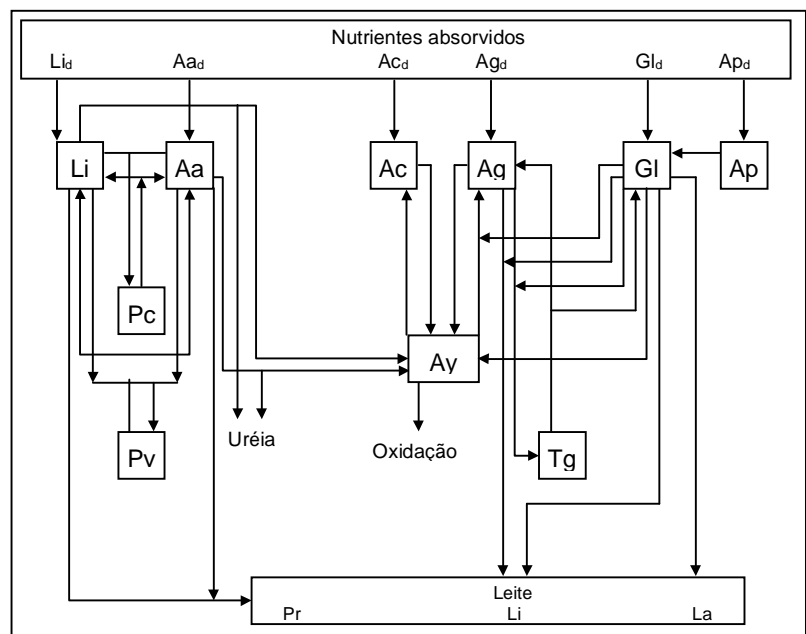 Nutrientes absorvidos
Lid Aad Acd Agd Gld Apd
Li Aa Ac Ag Gl Ap
Pc
Ay
Uréia
Oxidação
Pv Tg
Leite
Pr Li La